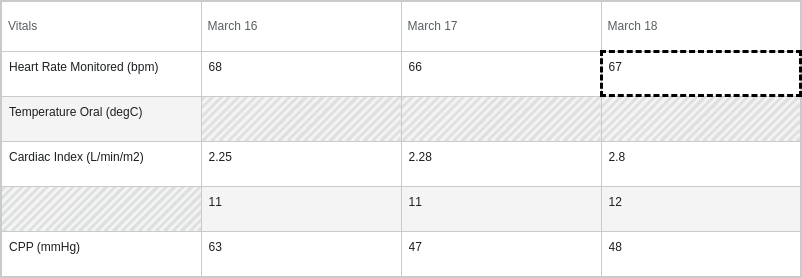 Vitals March 16 March 17 March 18
Heart Rate Monitored (bpm) 68 66 67
Temperature Oral (degC)
Cardiac Index (L/min/m2) 2.25 2.28 2.8
11 11 12
CPP (mmHg) 63 47 48